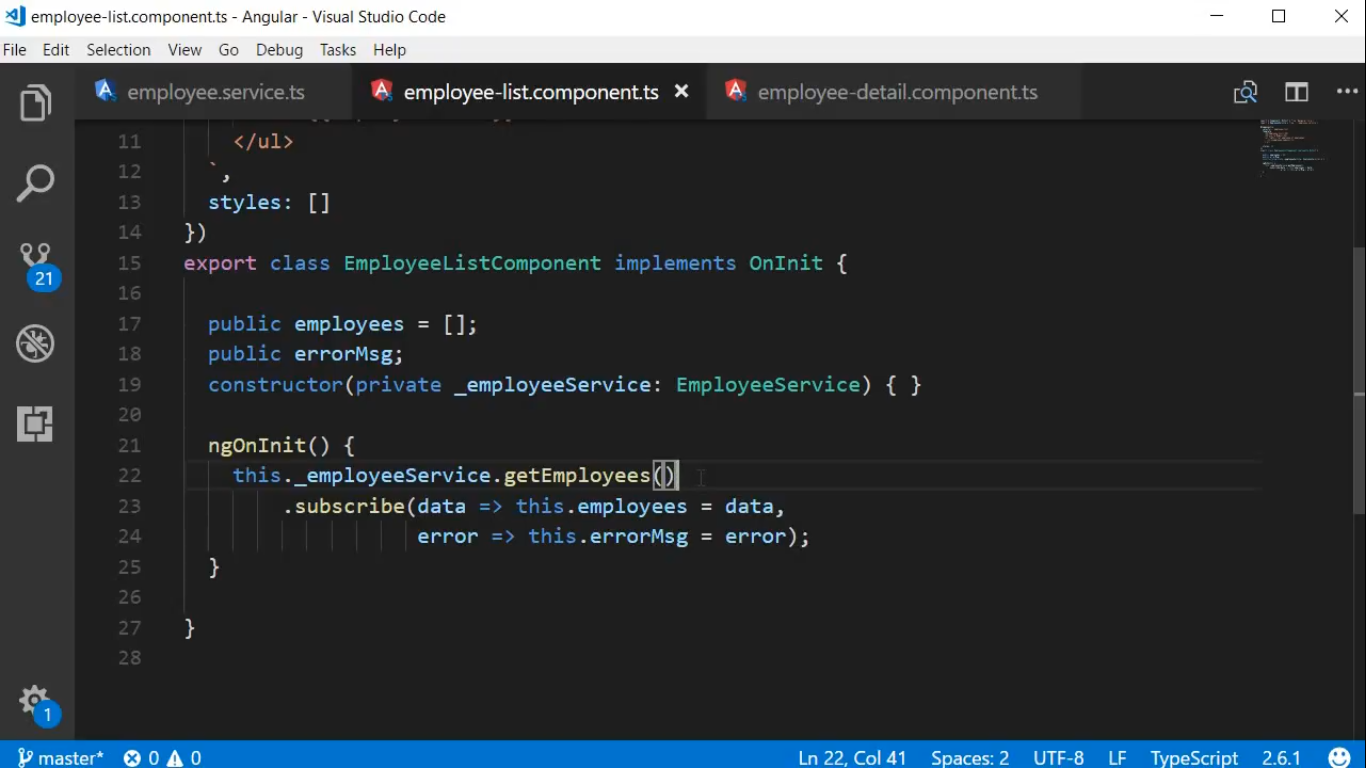 employee-list.component.ts - Angular - Visual Studio Code
File Edit Selection View Go Debug Tasks Help
employee.service.ts employee-list.component.ts × employee-detail.component.ts ...
11 </ul>
12 `,
13 styles: []
14 })
15 export class EmployeeListComponent implements OnInit {
16
17 public employees = [];
18 public errorMsg;
19 constructor(private _employeeService: EmployeeService) { }
20
21 ngOnInit() {
22 this._employeeService.getEmployees()
23 .subscribe(data => this.employees = data,
24 error => this.errorMsg = error);
25 }
26
27 }
28
21
1
master* 0 0 Ln 22, Col 41 Spaces: 2 UTF-8 LF TypeScript 2.6.1